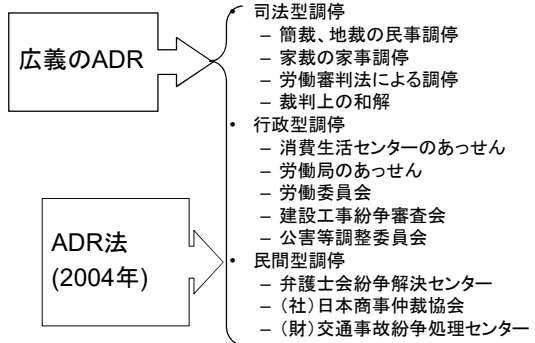 広義のADR
ADR法
(2004年)
• 司法型調停
– 簡裁、地裁の民事調停
– 家裁の家事調停
– 労働審判法による調停
– 裁判上の和解
• 行政型調停
– 消費生活センターのあっせん
– 労働局のあっせん
– 労働委員会
– 建設工事紛争審査会
– 公害等調整委員会
• 民間型調停
– 弁護士会紛争解決センター
– （社）日本商事仲裁協会
– （財）交通事故紛争処理センター